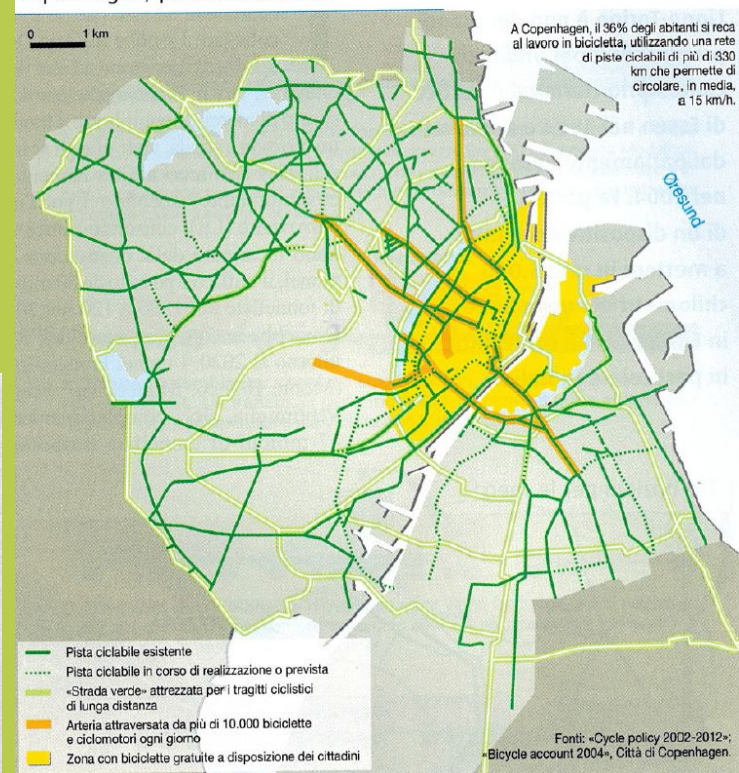 0 1 km
A Copenhagen, il 36% degli abitanti si reca
al lavoro in bicicletta, utilizzando una rete
di piste ciclabili di più di 330
km che permette di
circolare, in media,
a 15 km/h.
Oresund
Pista ciclabile esistente
Pista ciclabile in corso di realizzazione o prevista
«Strada verde» attrezzata per i tragitti ciclistici
di lunga distanza
Arteria attraversata da più di 10.000 biciclette
e ciclomotori ogni giorno
Zona con biciclette gratuite a disposizione dei cittadini
Fonti: «Cycle policy 2002-2012»;
«Bicycle account 2004», Città di Copenhagen.